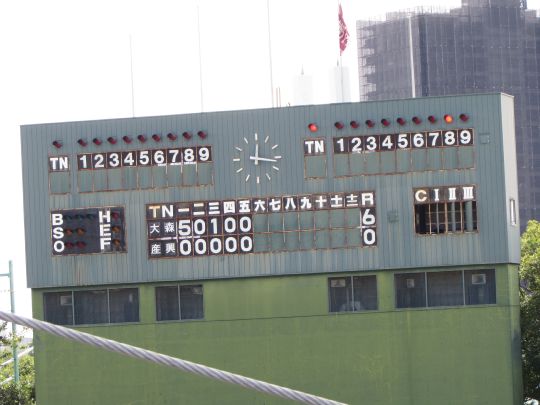 TN 1 2 3 4 5 6 7 8 9
TN 1 2 3 4 5 6 7 8 9
B H
S E
O F
TN 一 二 三 四 五 六 七 八 九 十 土 士 R
大森 5 0 1 0 0 6
産興 0 0 0 0 0 0
C I II III